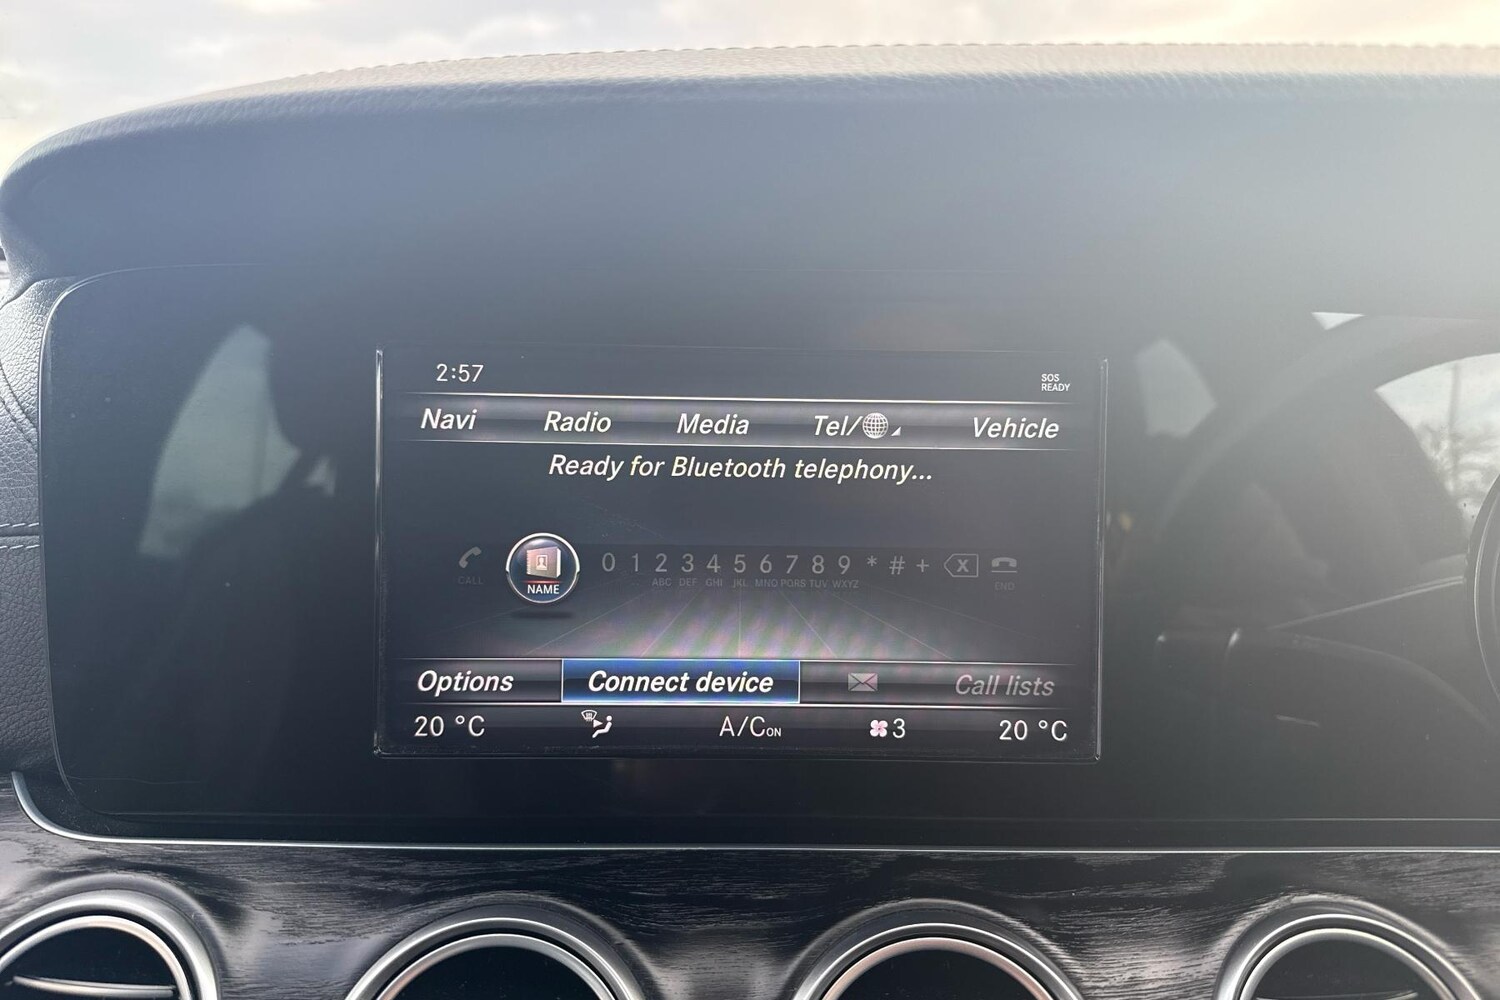 2:57
SOS
READY
Navi Radio Media Tel/ Vehicle
Ready for Bluetooth telephony...
CALL NAME 0 1 2 3 4 5 6 7 8 9 * # + X END
ABC DEF GHI JKL MNO PQRS TUV WXYZ
Options Connect device Call lists
20 °C A/C ON 3 20 °C